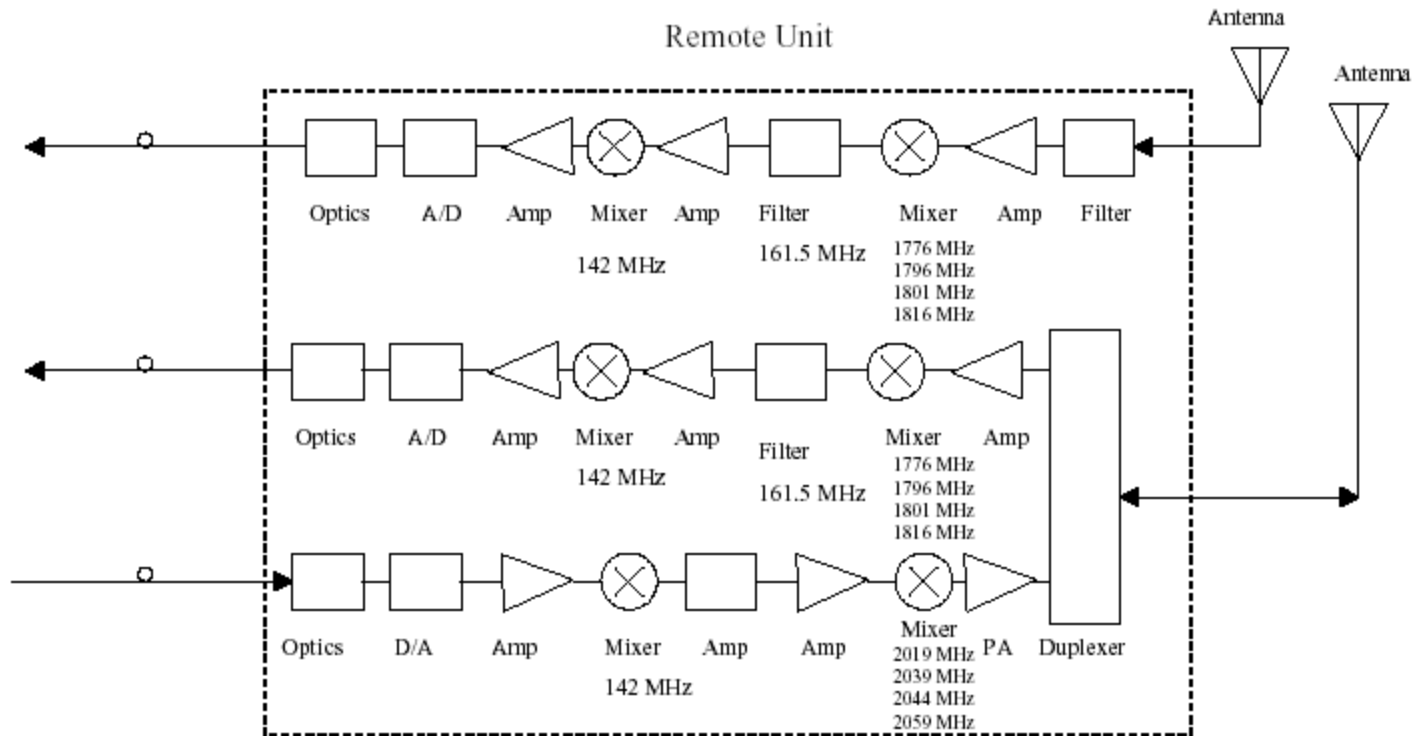 Remote Unit
Antenna
Antenna
Optics A/D Amp Mixer Amp Filter Mixer Amp Filter
142 MHz
161.5 MHz
1776 MHz
1796 MHz
1801 MHz
1816 MHz
Optics A/D Amp Mixer Amp Filter Mixer Amp
142 MHz
161.5 MHz
1776 MHz
1796 MHz
1801 MHz
1816 MHz
Optics D/A Amp Mixer Amp Amp Mixer PA Duplexer
142 MHz
2019 MHz
2039 MHz
2044 MHz
2059 MHz